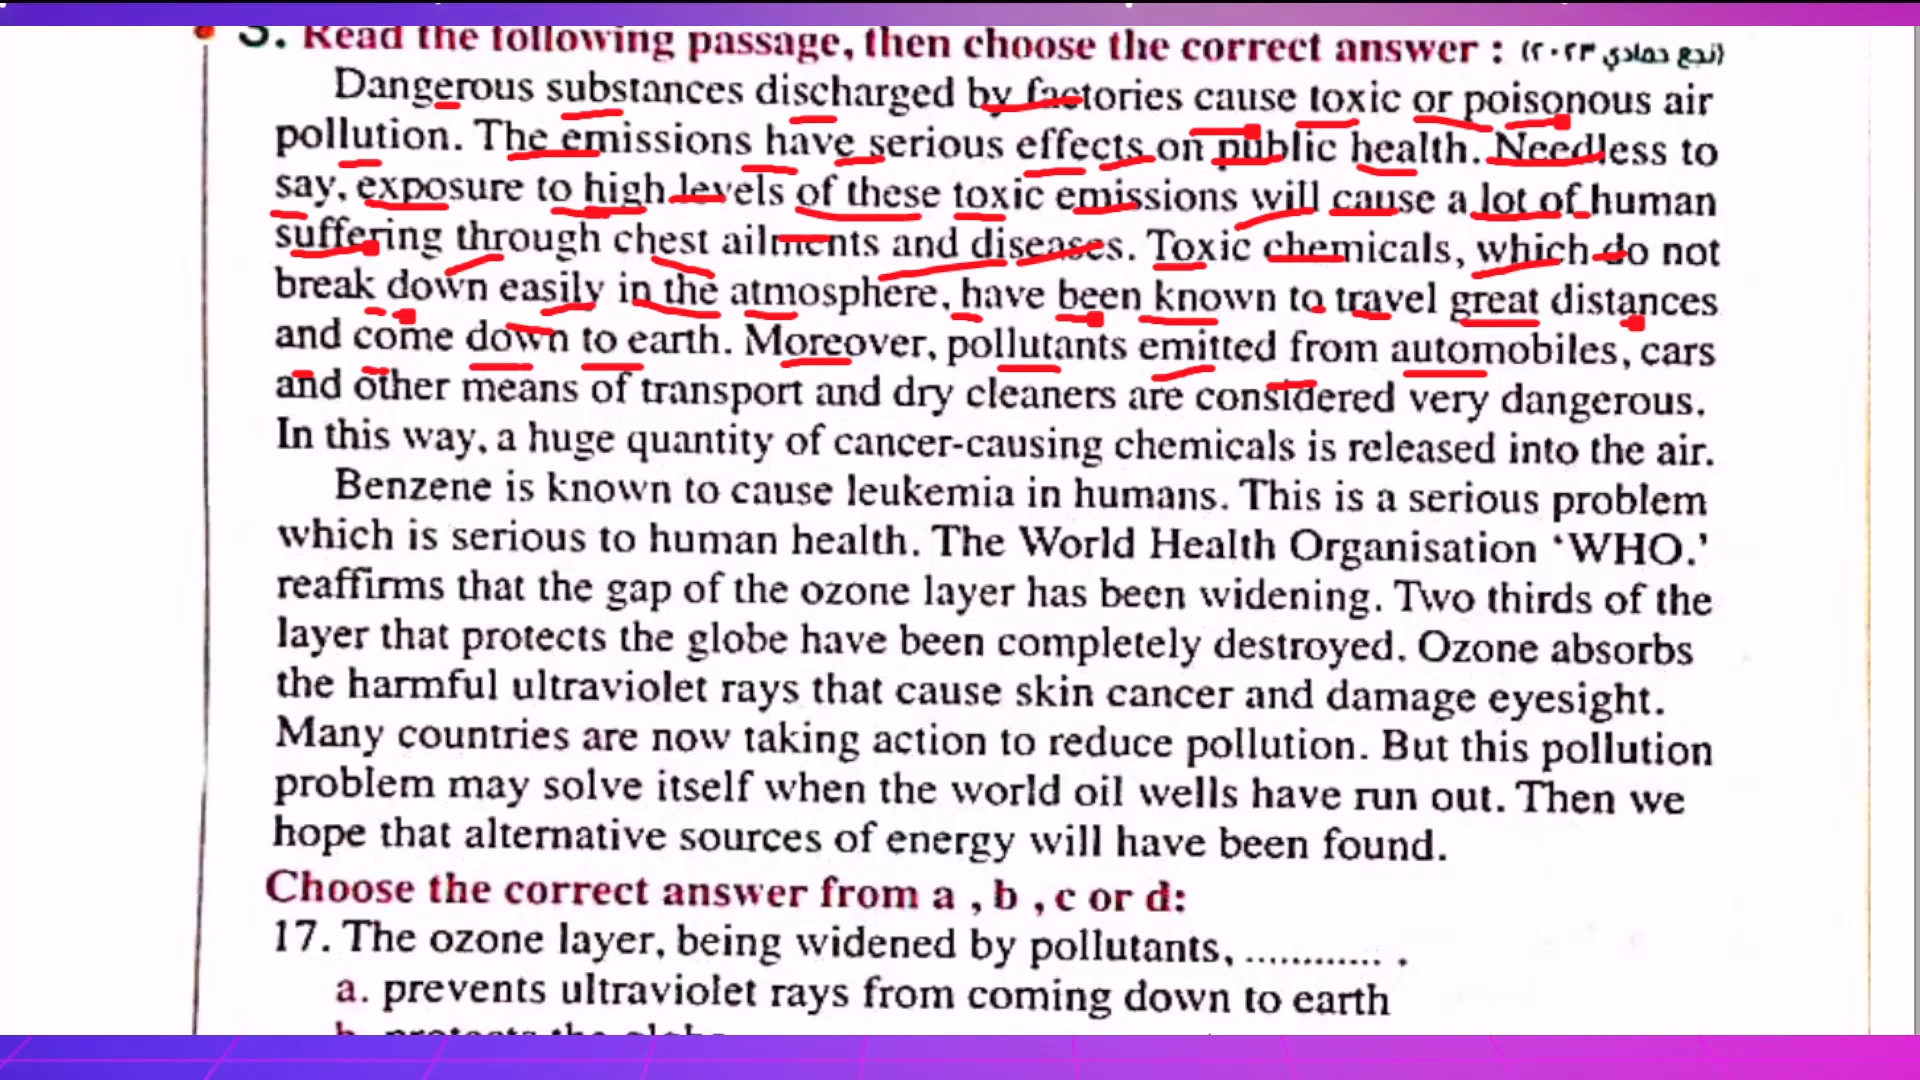 3. Read the following passage, then choose the correct answer : (نجع حمادي ٢٠٢٣)
Dangerous substances discharged by factories cause toxic or poisonous air
pollution. The emissions have serious effects on public health. Needless to
say, exposure to high levels of these toxic emissions will cause a lot of human
suffering through chest ailments and diseases. Toxic chemicals, which do not
break down easily in the atmosphere, have been known to travel great distances
and come down to earth. Moreover, pollutants emitted from automobiles, cars
and other means of transport and dry cleaners are considered very dangerous.
In this way, a huge quantity of cancer-causing chemicals is released into the air.
Benzene is known to cause leukemia in humans. This is a serious problem
which is serious to human health. The World Health Organisation ‘WHO.’
reaffirms that the gap of the ozone layer has been widening. Two thirds of the
layer that protects the globe have been completely destroyed. Ozone absorbs
the harmful ultraviolet rays that cause skin cancer and damage eyesight.
Many countries are now taking action to reduce pollution. But this pollution
problem may solve itself when the world oil wells have run out. Then we
hope that alternative sources of energy will have been found.
Choose the correct answer from a , b , c or d:
17. The ozone layer, being widened by pollutants, ............ .
a. prevents ultraviolet rays from coming down to earth
b. protects the globe